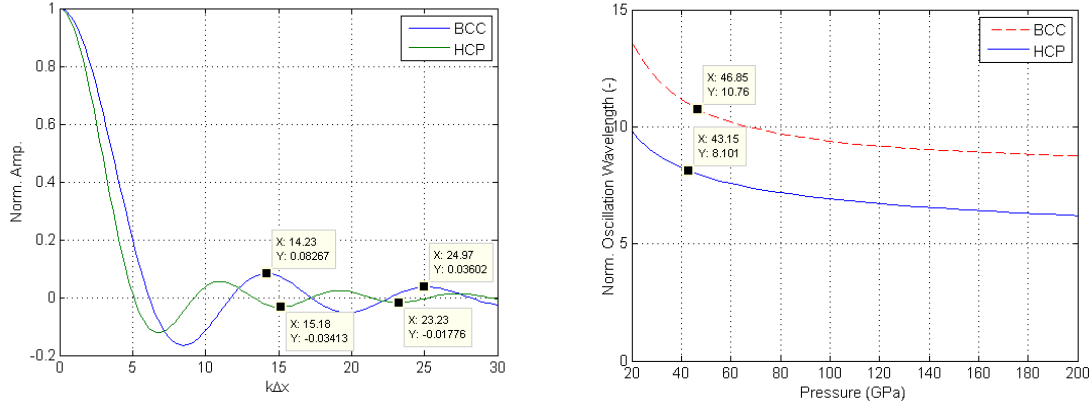 1
0.8
0.6
0.4
0.2
0
-0.2
Norm. Amp.
BCC
HCP
X: 14.23
Y: 0.08267
X: 24.97
Y: 0.03602
X: 15.18
Y: -0.03413
X: 23.23
Y: -0.01776
0 5 10 15 20 25 30
kΔx
15
10
5
0
Norm. Oscillation Wavelength (-)
BCC
HCP
X: 46.85
Y: 10.76
X: 43.15
Y: 8.101
20 40 60 80 100 120 140 160 180 200
Pressure (GPa)